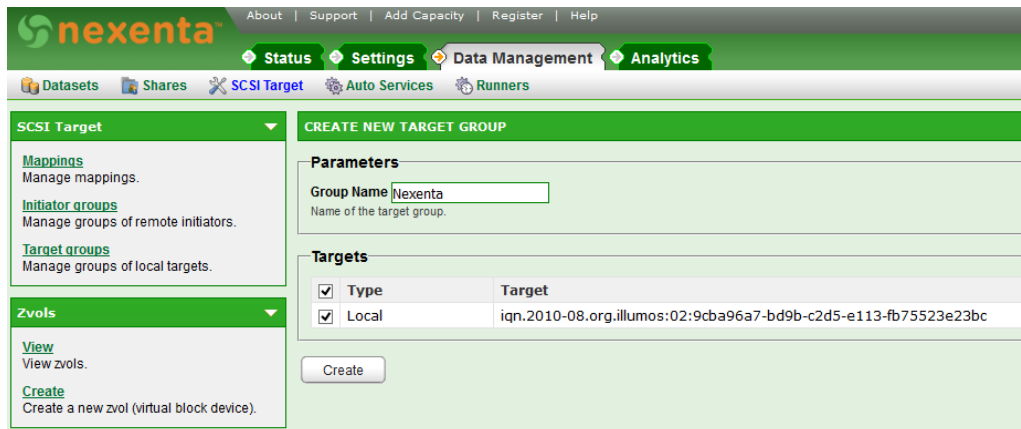 nexenta™
About | Support | Add Capacity | Register | Help
Status Settings Data Management Analytics
Datasets Shares SCSI Target Auto Services Runners
SCSI Target
Mappings
Manage mappings.
Initiator groups
Manage groups of remote initiators.
Target groups
Manage groups of local targets.
Zvols
View
View zvols.
Create
Create a new zvol (virtual block device).
CREATE NEW TARGET GROUP
Parameters
Group Name Nexenta
Name of the target group.
Targets
Type Target
Local iqn.2010-08.org.illumos:02:9cba96a7-bd9b-c2d5-e113-fb75523e23bc
Create